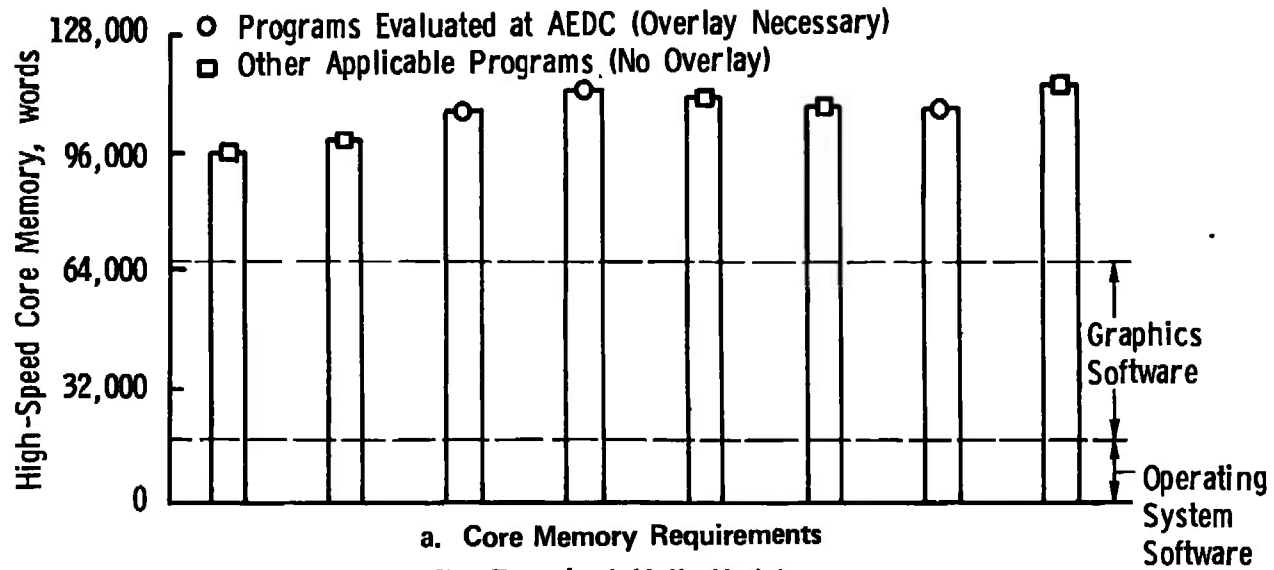 128,000
O Programs Evaluated at AEDC (Overlay Necessary)
□ Other Applicable Programs (No Overlay)
High-Speed Core Memory, words
96,000
64,000
32,000
0
Graphics
Software
Operating
System
Software
a. Core Memory Requirements